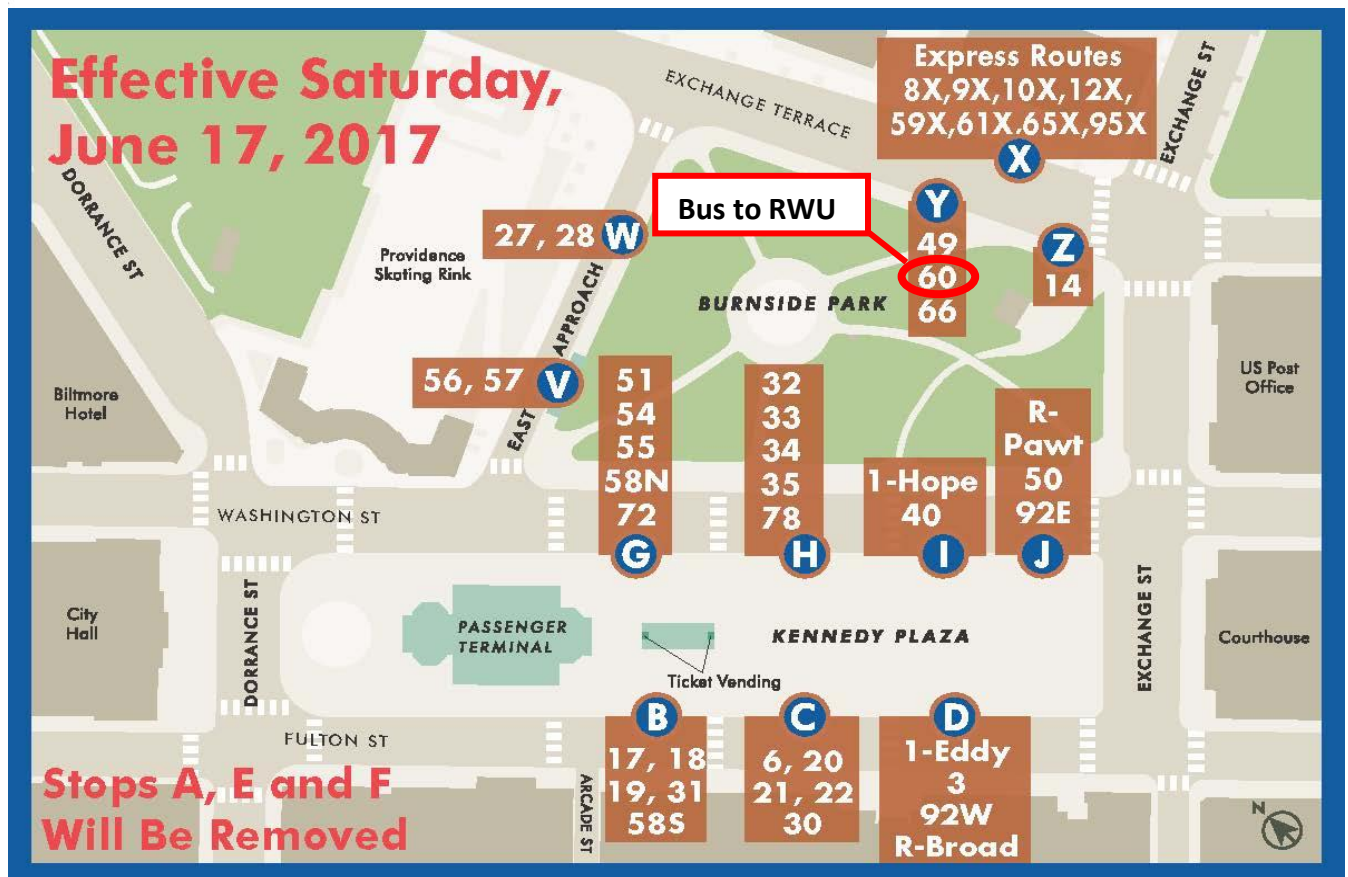 Effective Saturday,
June 17, 2017
EXCHANGE TERRACE
Express Routes
8X,9X,10X,12X,
59X,61X,65X,95X
X
EXCHANGE ST
DORRANCE ST
Bus to RWU
27, 28 W
Providence
Skating Rink
Y
49
60
66
Z
14
BURNSIDE PARK
EAST APPROACH
56, 57 V
Biltmore
Hotel
US Post
Office
51
54
55
58N
72
G
32
33
34
35
78
H
1-Hope
40
I
R-
Pawt
50
92E
J
WASHINGTON ST
City
Hall
DORRANCE ST
PASSENGER
TERMINAL
Ticket Vending
KENNEDY PLAZA
EXCHANGE ST
Courthouse
FULTON ST
B
17, 18
19, 31
58S
C
6, 20
21, 22
30
D
1-Eddy
3
92W
R-Broad
ARCADE ST
Stops A, E and F
Will Be Removed
N